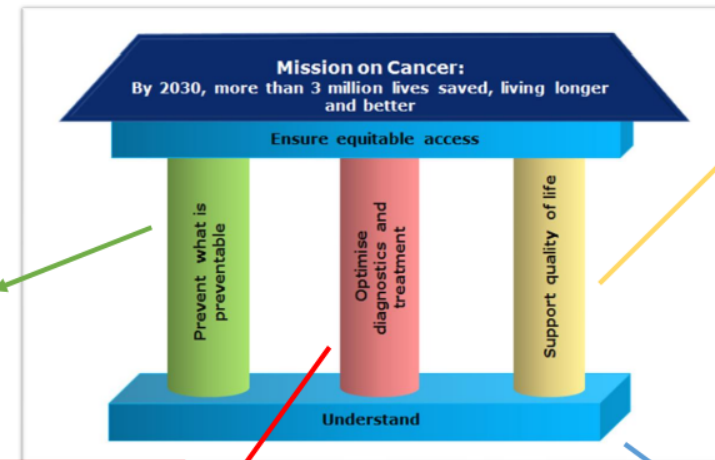 Mission on Cancer:
By 2030, more than 3 million lives saved, living longer
and better
Ensure equitable access
Prevent what is
preventable
Optimise
diagnostics and
treatment
Support quality of life
Understand